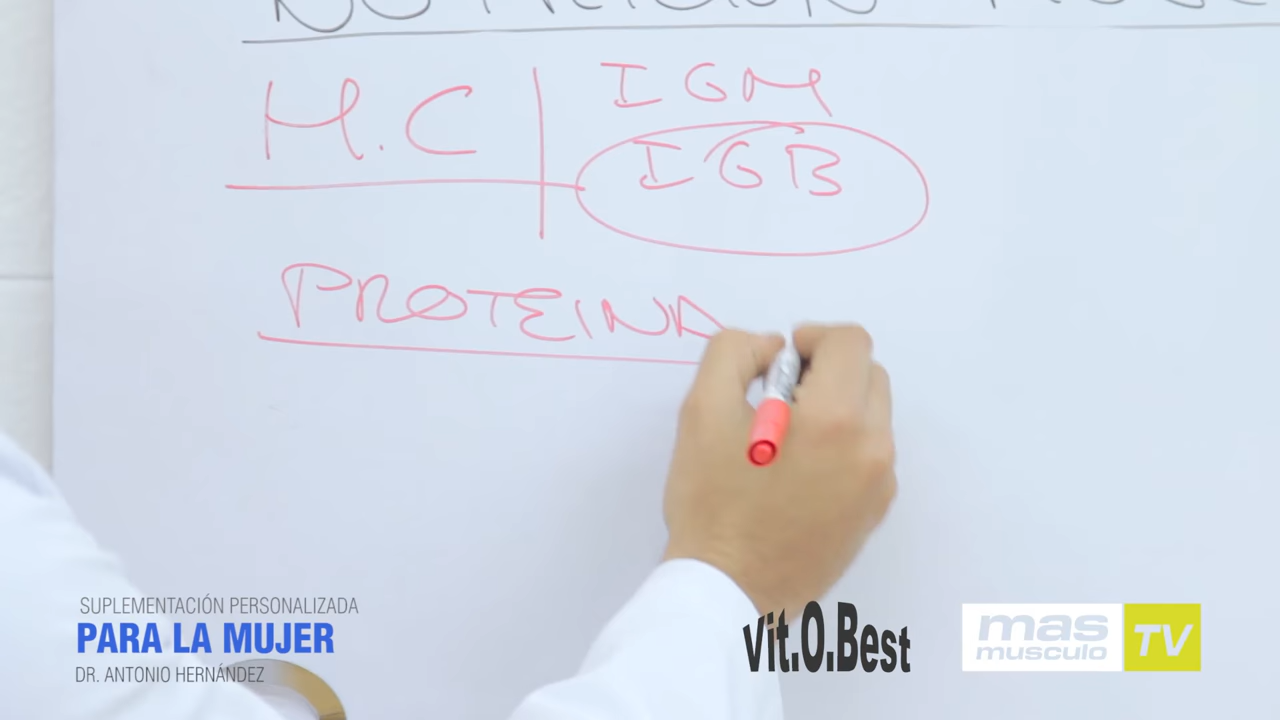 H.C
IGM
IGB
PROTEINA
SUPLEMENTACIÓN PERSONALIZADA
PARA LA MUJER
DR. ANTONIO HERNÁNDEZ
Vit.O.Best
mas
musculo
TV